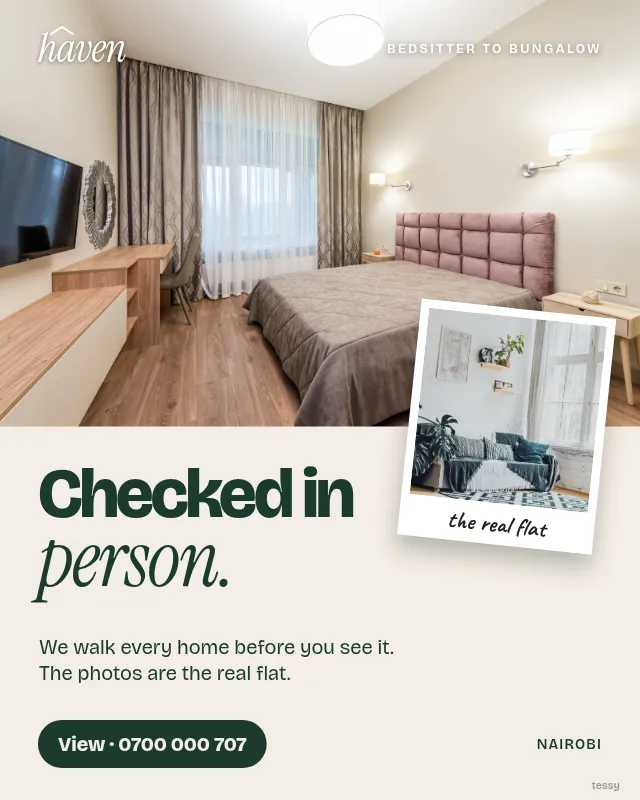 haven
BEDSITTER TO BUNGALOW
the real flat
Checked in
person.
We walk every home before you see it.
The photos are the real flat.
View · 0700 000 707
NAIROBI
tessy